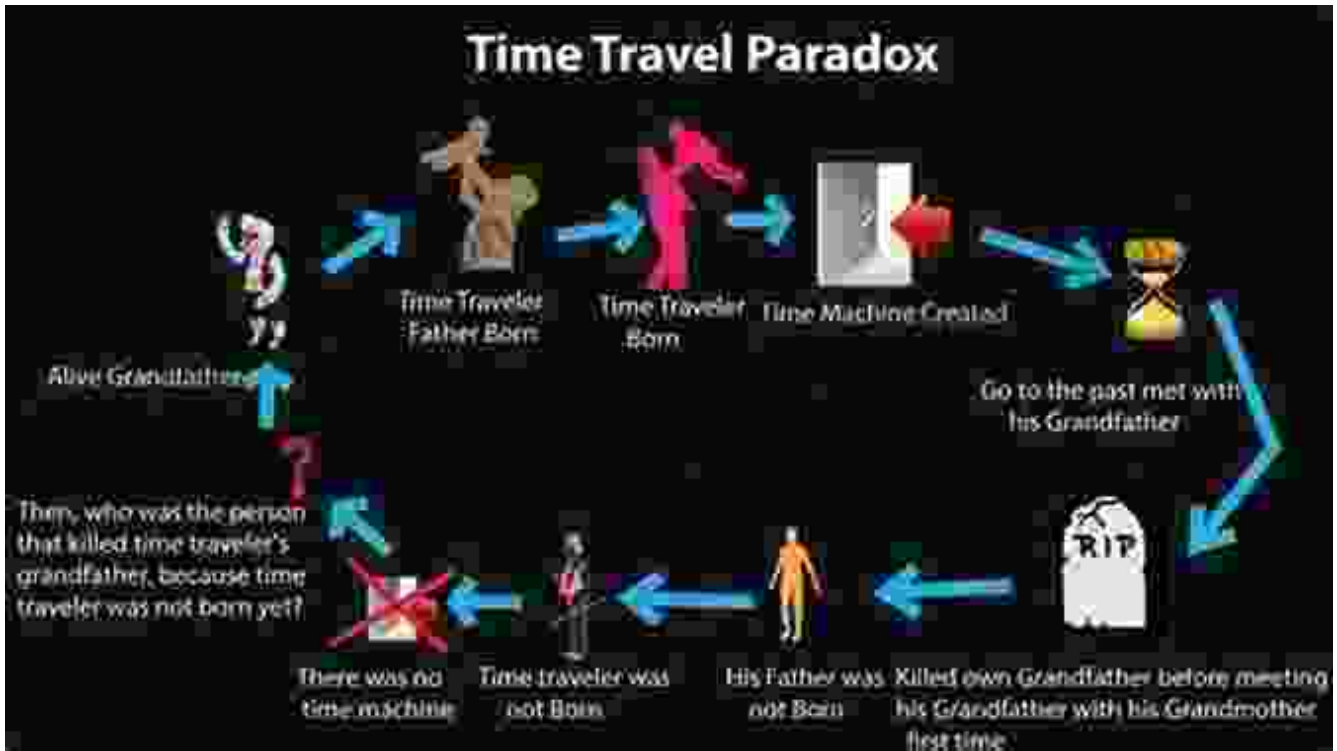 Time Travel Paradox
Alive Grandfather
Time Traveler
Father Born
Time Traveler
Born
Time Machine Created
Go to the past met with
his Grandfather
RIP
Killed own Grandfather before meeting
his Grandfather with his Grandmother
first time
His Father was
not Born
Time traveler was
not Born
There was no
time machine
?
Then, who was the person
that killed time traveler's
grandfather, because time
traveler was not born yet?